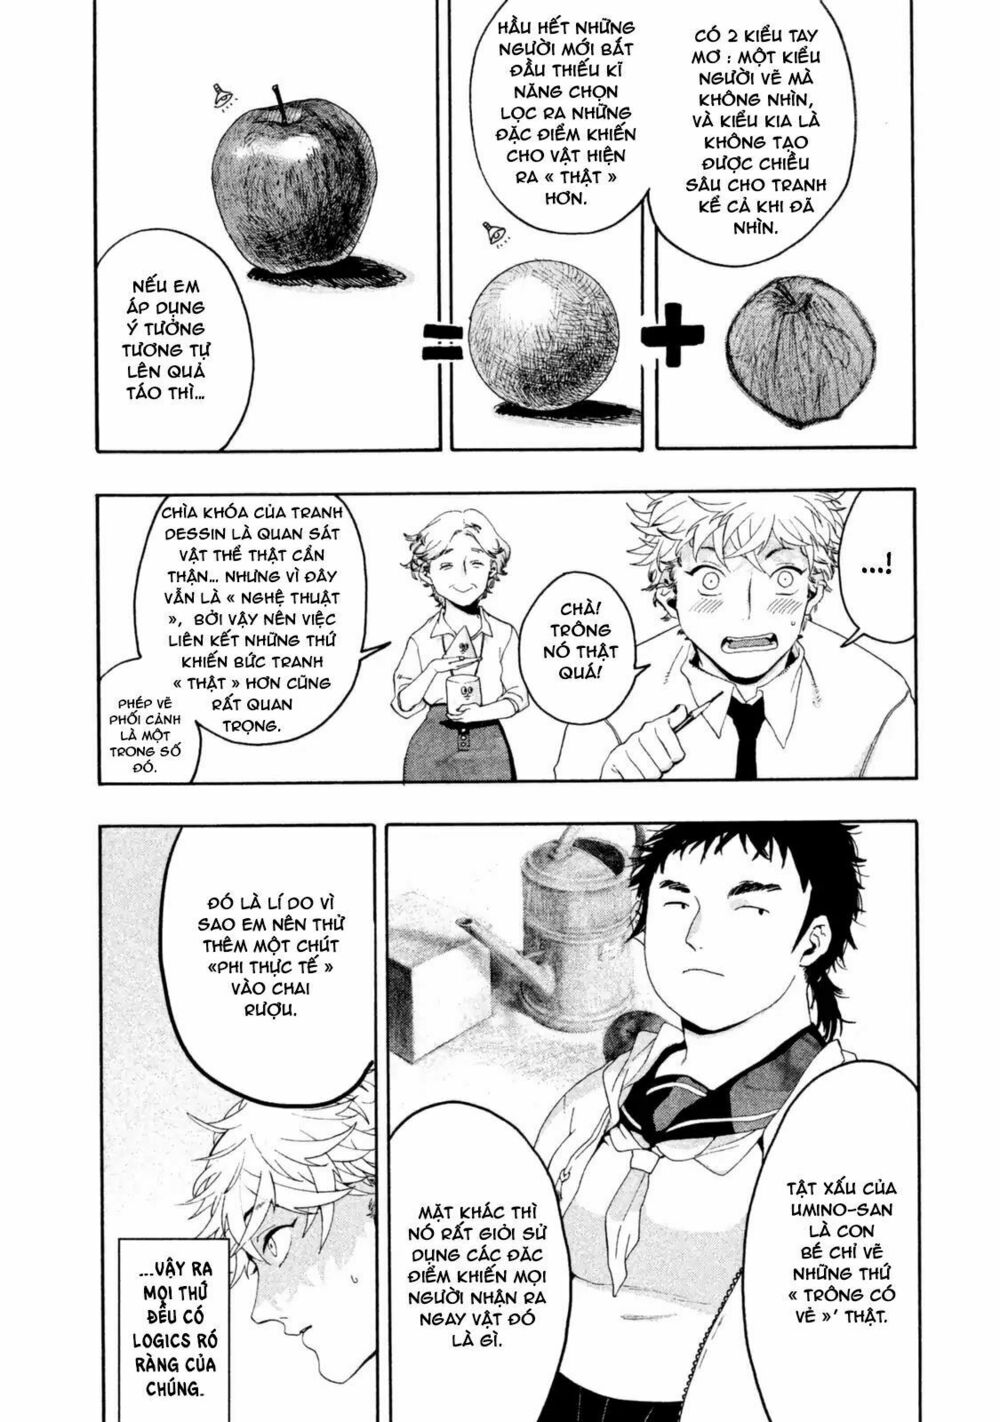 CÓ 2 KIỂU TAY
MƠ : MỘT KIỂU
NGƯỜI VẼ MÀ
KHÔNG NHÌN,
VÀ KIỂU KIA LÀ
KHÔNG TẠO
ĐƯỢC CHIỀU
SÂU CHO TRANH
KỂ CẢ KHI ĐÃ
NHÌN.
HẦU HẾT NHỮNG
NGƯỜI MỚI BẮT
ĐẦU THIẾU KĨ
NĂNG CHỌN
LỌC RA NHỮNG
ĐẶC ĐIỂM KHIẾN
CHO VẬT HIỆN
RA « THẬT »
HƠN.
NẾU EM
ÁP DỤNG
Ý TƯỞNG
TƯƠNG TỰ
LÊN QUẢ
TÁO THÌ...
...!
CHÀ!
TRÔNG
NÓ THẬT
QUÁ!
CHÌA KHÓA CỦA TRANH
DESSIN LÀ QUAN SÁT
VẬT THỂ THẬT CẨN
THẬN... NHƯNG VÌ ĐÂY
VẪN LÀ « NGHỆ THUẬT
», BỞI VẬY NÊN VIỆC
LIÊN KẾT NHỮNG THỨ
KHIẾN BỨC TRANH
« THẬT » HƠN CŨNG
RẤT QUAN
TRỌNG.
PHÉP VẼ
PHỐI CẢNH
LÀ MỘT
TRONG SỐ
ĐÓ.
TẬT XẤU CỦA
UMINO-SAN
LÀ CON
BÉ CHỈ VẼ
NHỮNG THỨ
« TRÔNG CÓ
VẺ »' THẬT.
MẶT KHÁC THÌ
NÓ RẤT GIỎI SỬ
DỤNG CÁC ĐẶC
ĐIỂM KHIẾN MỌI
NGƯỜI NHẬN RA
NGAY VẬT ĐÓ
LÀ GÌ.
ĐÓ LÀ LÍ DO VÌ
SAO EM NÊN THỬ
THÊM MỘT CHÚT
«PHI THỰC TẾ »
VÀO CHAI
RƯỢU.
...VẬY RA
MỌI THỨ
ĐỀU CÓ
LOGICS RÕ
RÀNG CỦA
CHÚNG.